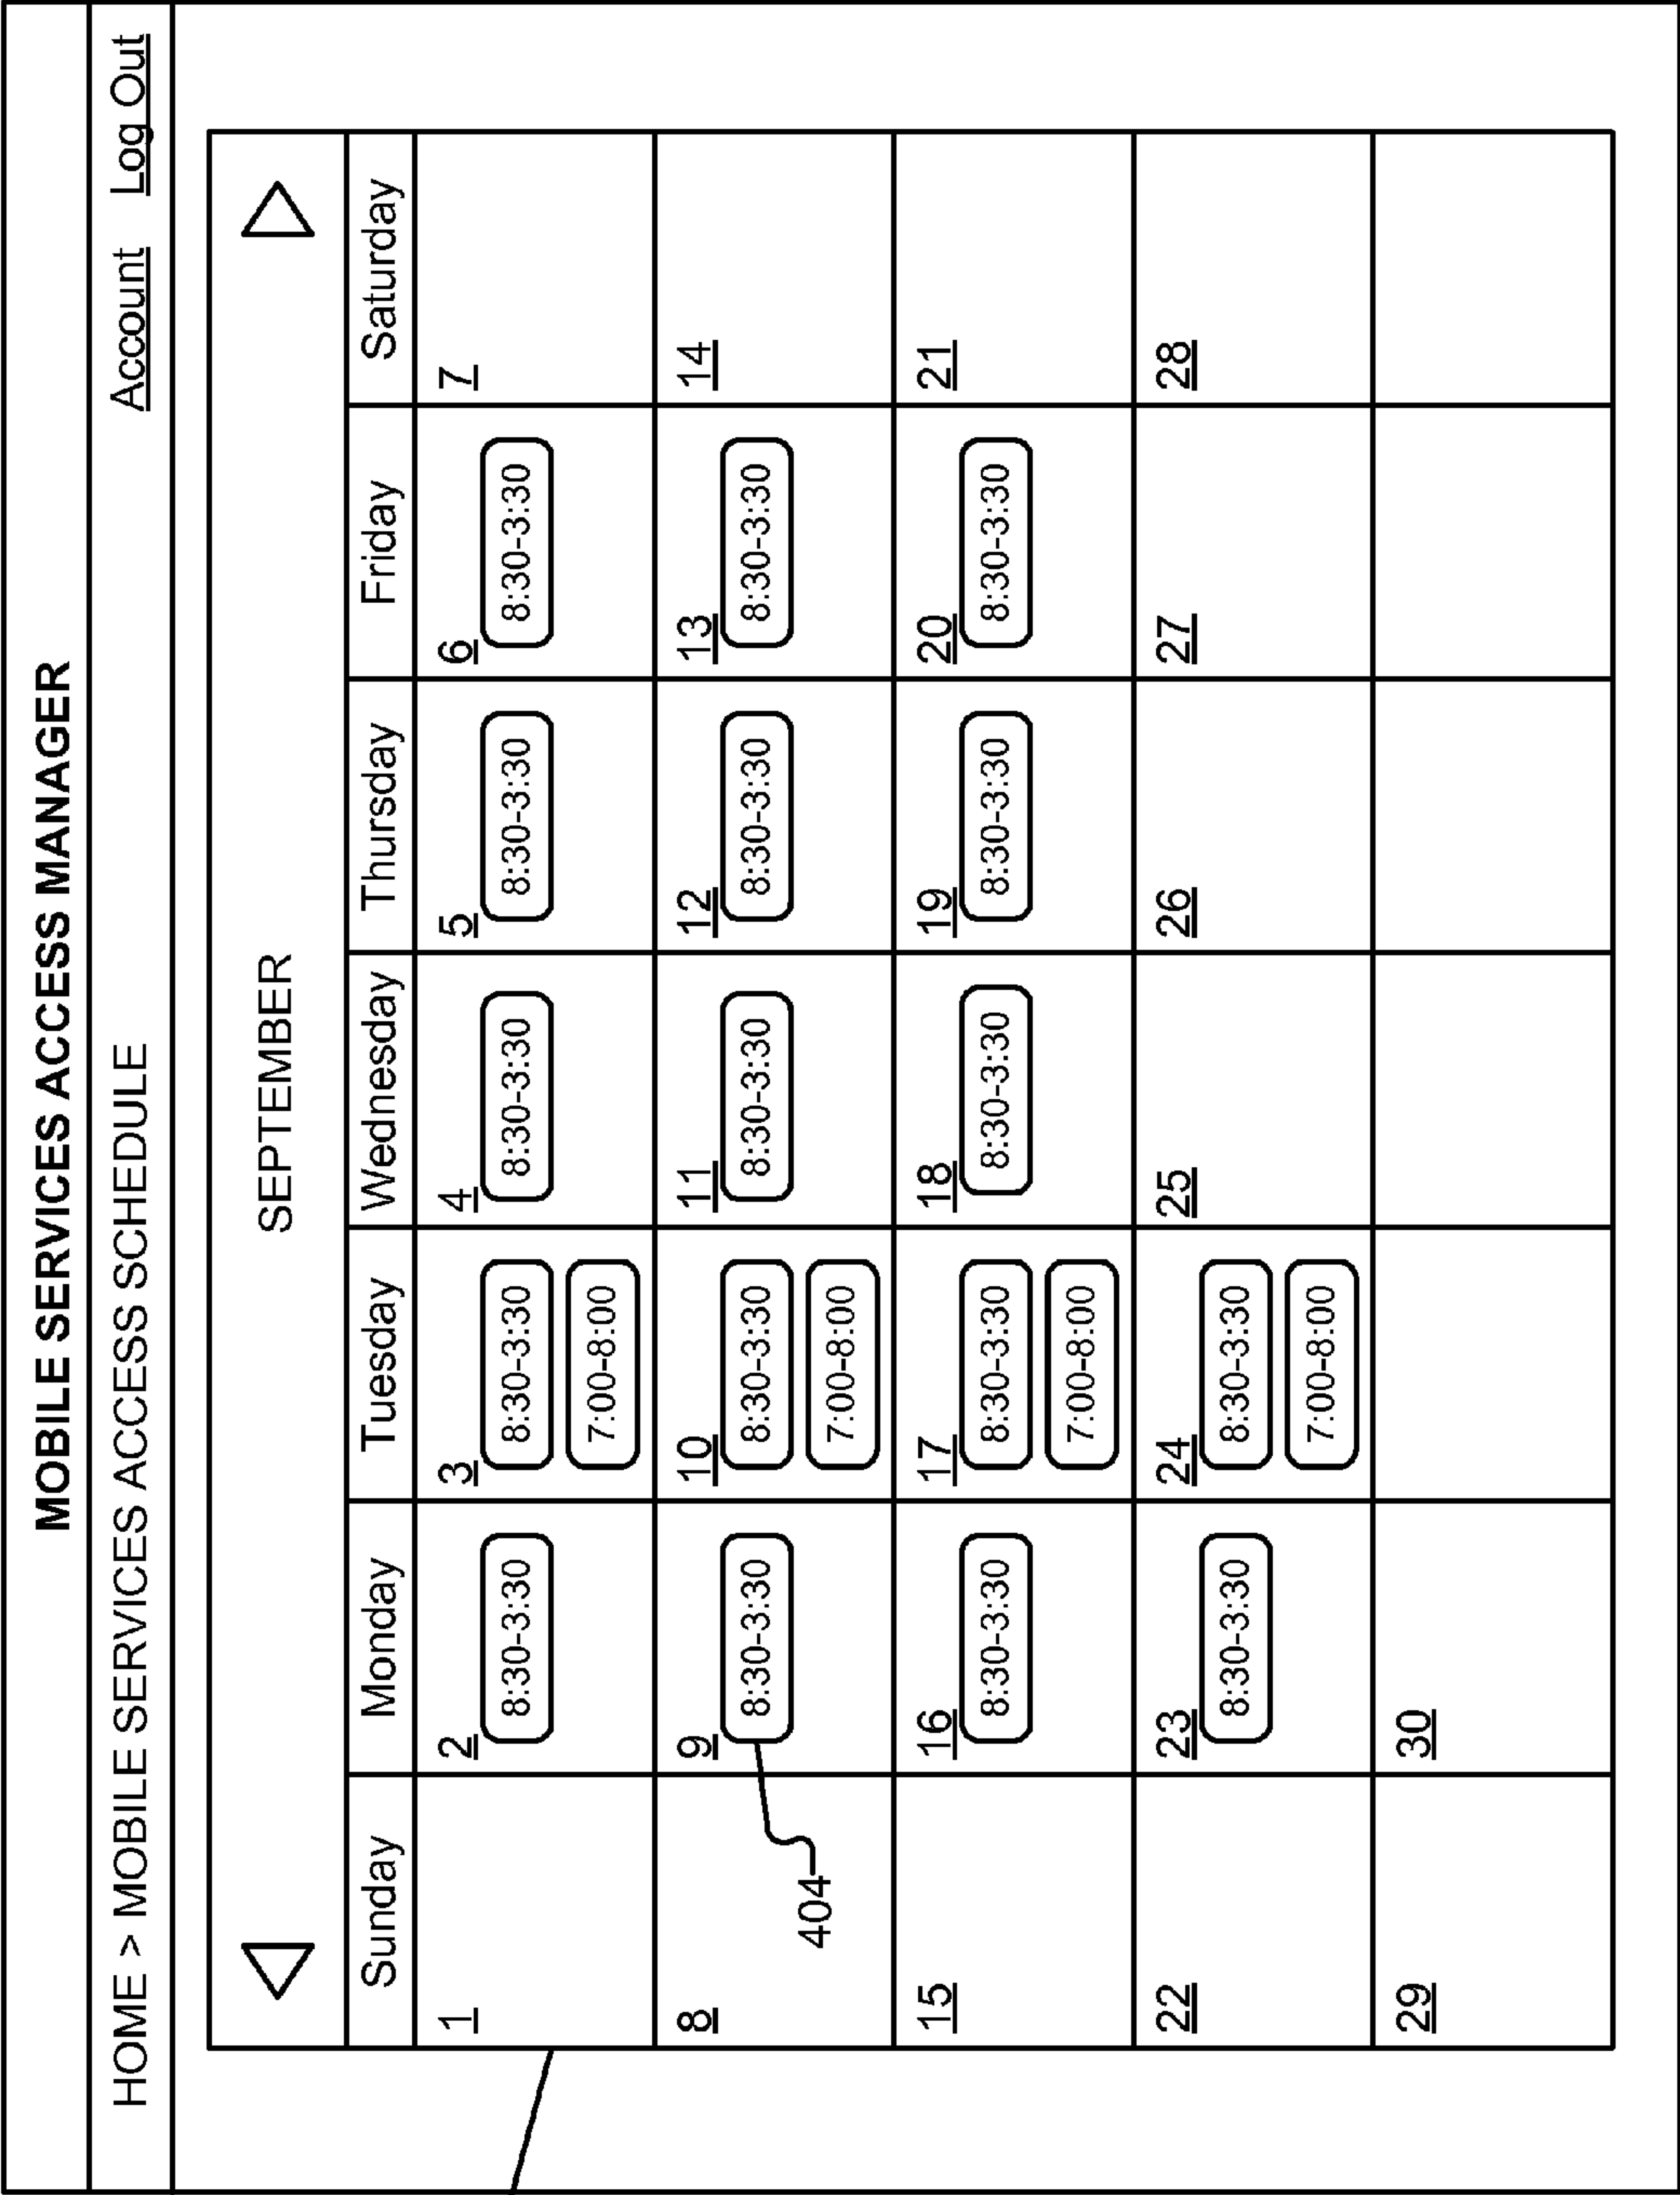 MOBILE SERVICES ACCESS MANAGER
HOME > MOBILE SERVICES ACCESS SCHEDULE Account Log Out
SEPTEMBER
Sunday Monday Tuesday Wednesday Thursday Friday Saturday
1 2 3 4 5 6 7
8:30-3:30 8:30-3:30 8:30-3:30 8:30-3:30 8:30-3:30
7:00-8:00
8 9 10 11 12 13 14
8:30-3:30 8:30-3:30 8:30-3:30 8:30-3:30 8:30-3:30
404 7:00-8:00
15 16 17 18 19 20 21
8:30-3:30 8:30-3:30 8:30-3:30 8:30-3:30 8:30-3:30
7:00-8:00
22 23 24 25 26 27 28
8:30-3:30 8:30-3:30
7:00-8:00
29 30